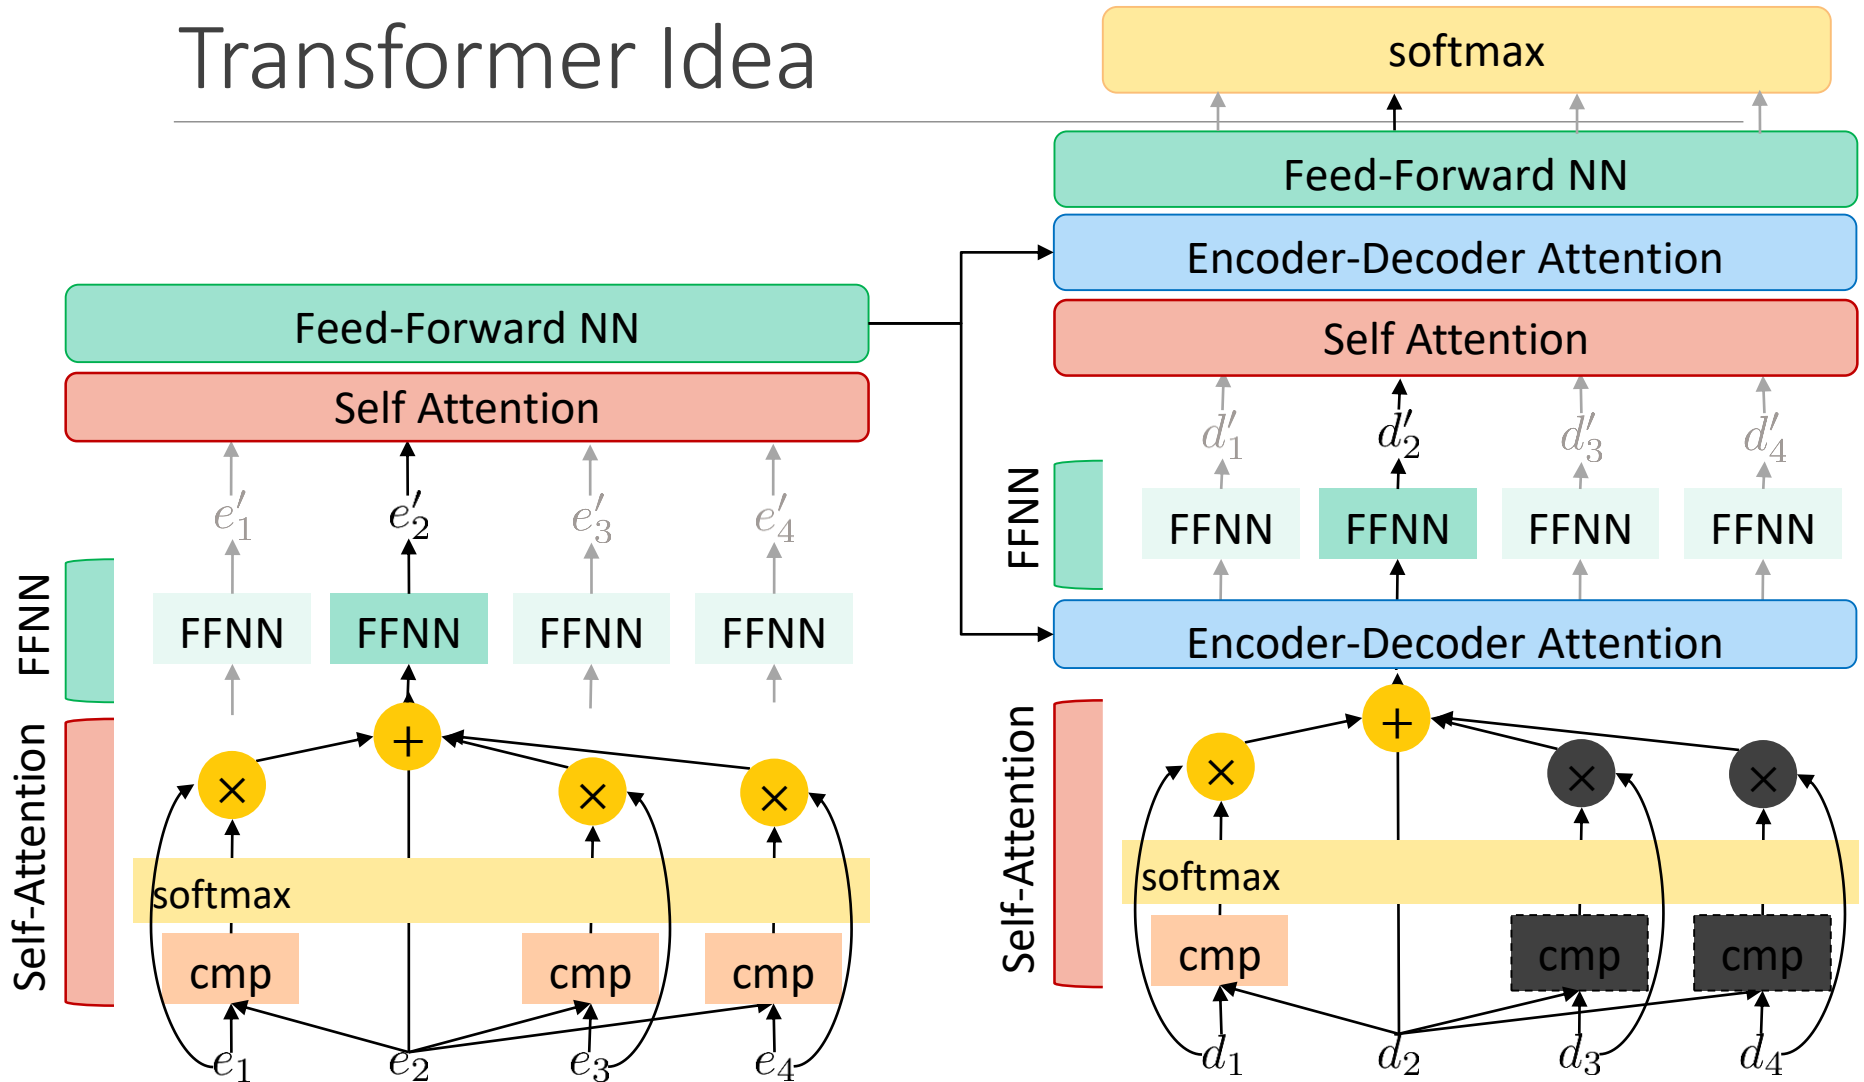 Transformer Idea
softmax
Feed-Forward NN
Encoder-Decoder Attention
Self Attention
d′₁ d′₂ d′₃ d′₄
FFNN
FFNN FFNN FFNN FFNN
Encoder-Decoder Attention
+
× × ×
Self-Attention
softmax
cmp cmp cmp
d₁ d₂ d₃ d₄
Feed-Forward NN
Self Attention
e′₁ e′₂ e′₃ e′₄
FFNN
FFNN FFNN FFNN FFNN
+
× × ×
Self-Attention
softmax
cmp cmp cmp
e₁ e₂ e₃ e₄